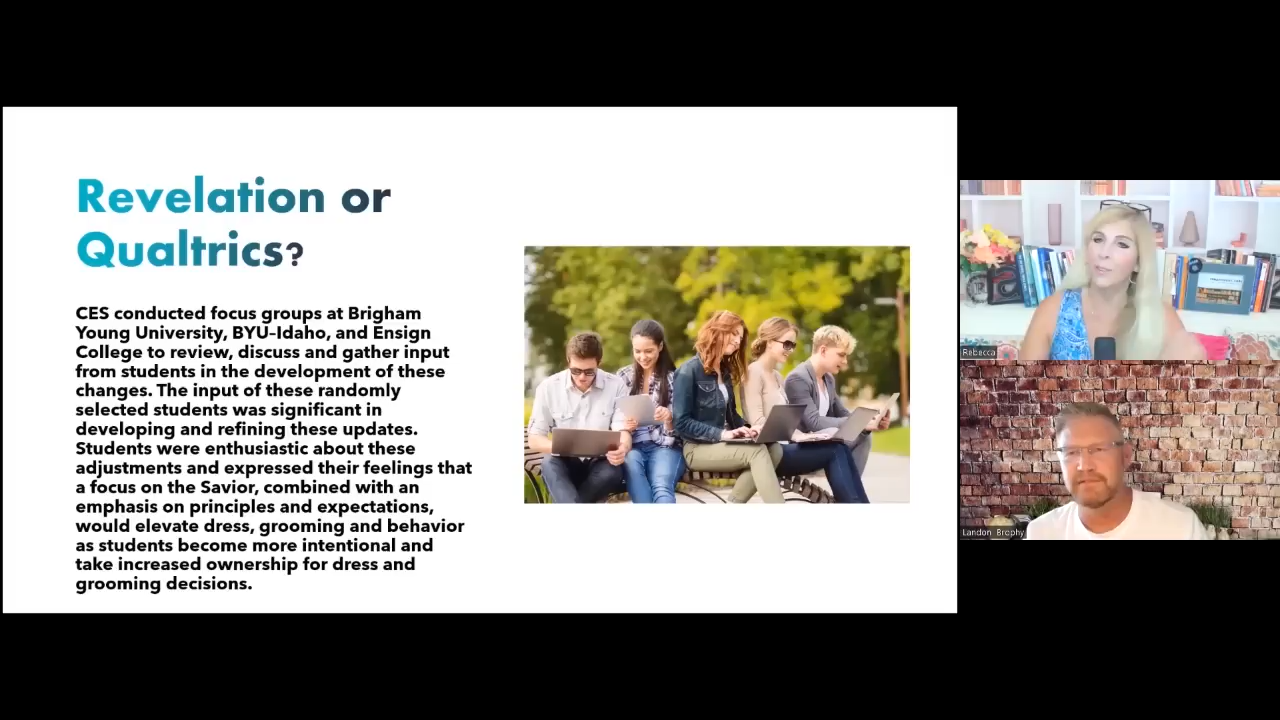 Revelation or
Qualtrics?
CES conducted focus groups at Brigham
Young University, BYU-Idaho, and Ensign
College to review, discuss and gather input
from students in the development of these
changes. The input of these randomly
selected students was significant in
developing and refining these updates.
Students were enthusiastic about these
adjustments and expressed their feelings that
a focus on the Savior, combined with an
emphasis on principles and expectations,
would elevate dress, grooming and behavior
as students become more intentional and
take increased ownership for dress and
grooming decisions.
Rebecca
Landon Brophy